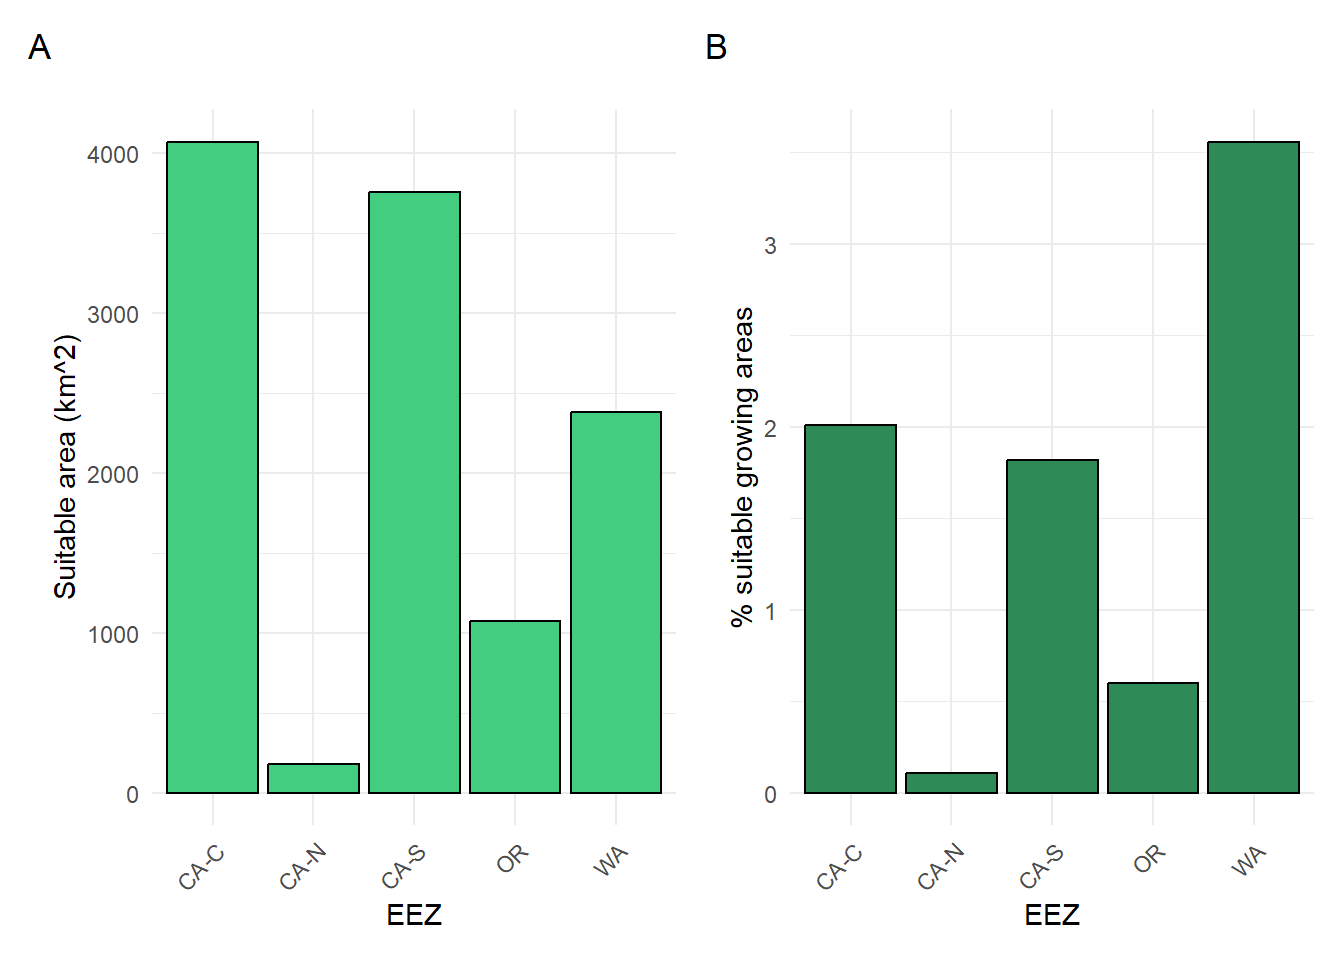 A
Suitable area (km^2)
4000
3000
2000
1000
0
CA-C
CA-N
CA-S
OR
WA
EEZ
B
% suitable growing areas
3
2
1
0
CA-C
CA-N
CA-S
OR
WA
EEZ